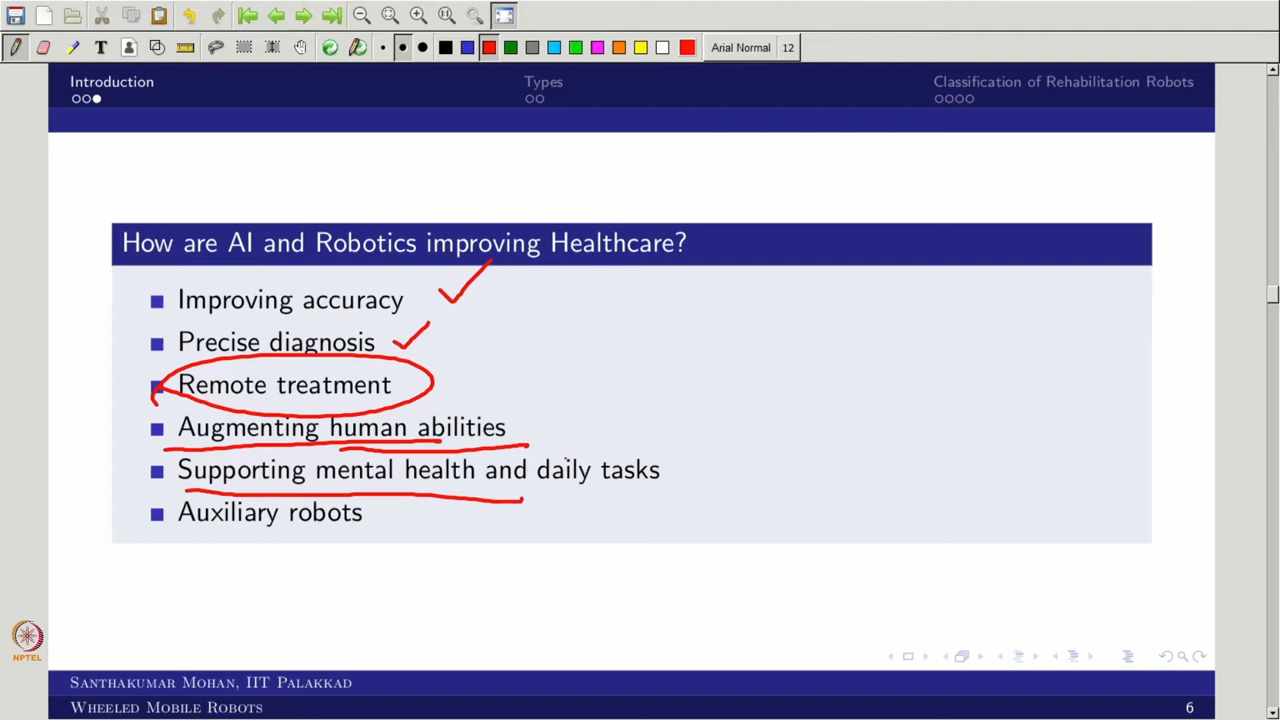 T
1:1
Arial Normal 12
Introduction Types Classification of Rehabilitation Robots
How are AI and Robotics improving Healthcare?
Improving accuracy
Precise diagnosis
Remote treatment
Augmenting human abilities
Supporting mental health and daily tasks
Auxiliary robots
NPTEL
SANTHAKUMAR MOHAN, IIT PALAKKAD
WHEELED MOBILE ROBOTS 6